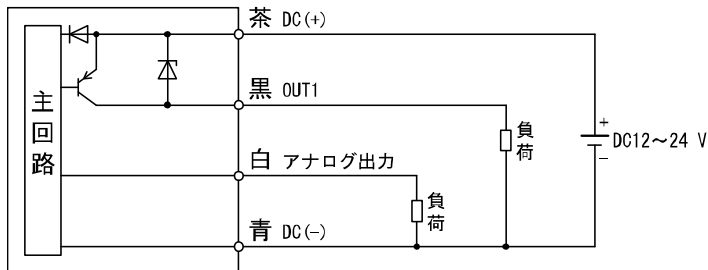 茶 DC(+)
主回路
黒 OUT1
負荷
+
DC12～24 V
−
白 アナログ出力
負荷
青 DC(−)